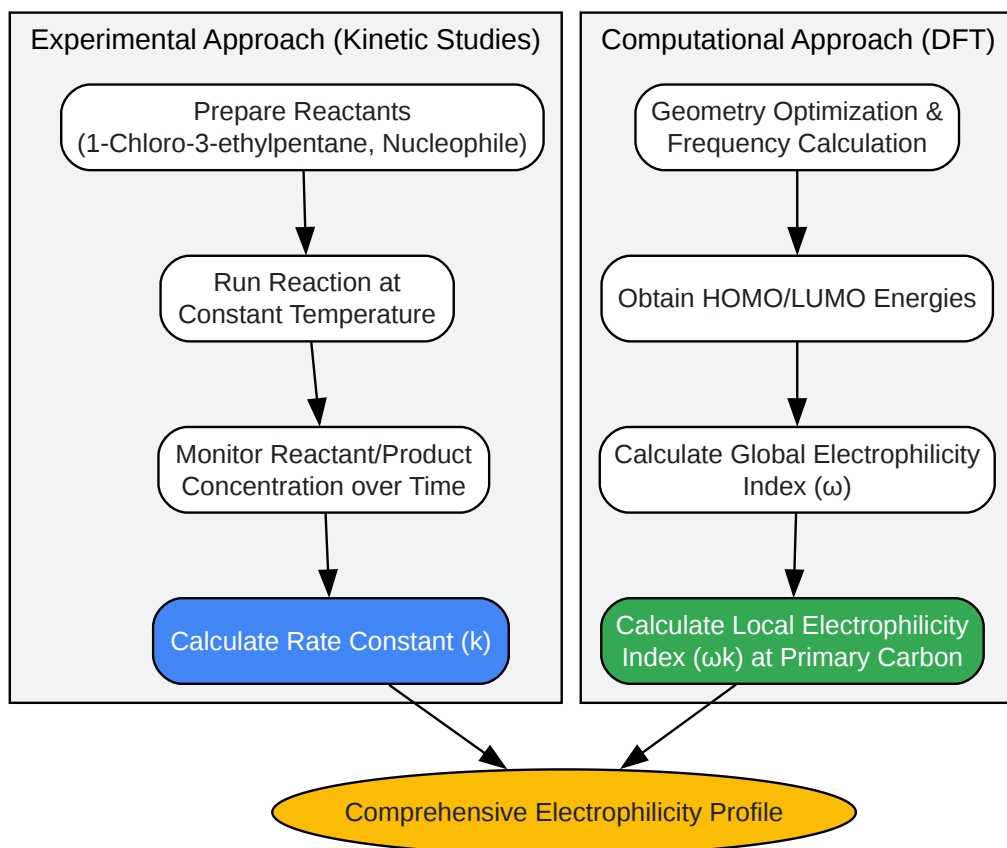 Experimental Approach (Kinetic Studies)
Prepare Reactants
(1-Chloro-3-ethylpentane, Nucleophile)
Run Reaction at
Constant Temperature
Monitor Reactant/Product
Concentration over Time
Calculate Rate Constant (k)
Computational Approach (DFT)
Geometry Optimization &
Frequency Calculation
Obtain HOMO/LUMO Energies
Calculate Global Electrophilicity
Index (ω)
Calculate Local Electrophilicity
Index (ωk) at Primary Carbon
Comprehensive Electrophilicity Profile